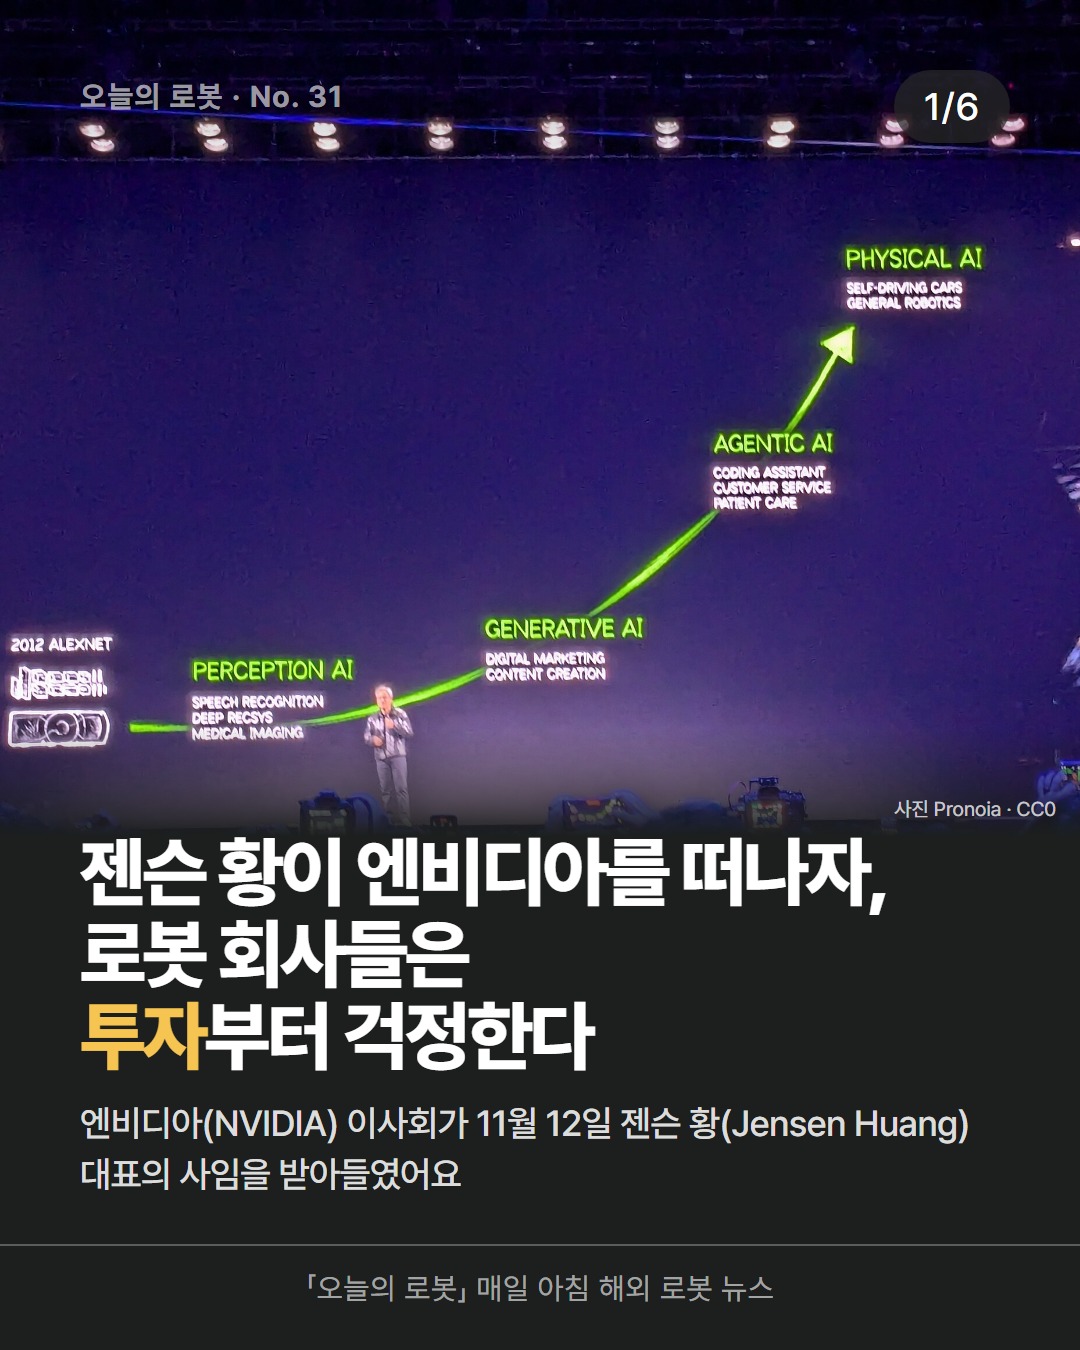 오늘의 로봇 · No. 31
1/6
PHYSICAL AI
SELF-DRIVING CARS
GENERAL ROBOTICS
AGENTIC AI
CODING ASSISTANT
CUSTOMER SERVICE
PATIENT CARE
GENERATIVE AI
DIGITAL MARKETING
CONTENT CREATION
2012 ALEXNET
PERCEPTION AI
SPEECH RECOGNITION
DEEP RECSYS
MEDICAL IMAGING
사진 Pronoia · CC0
젠슨 황이 엔비디아를 떠나자,
로봇 회사들은
투자부터 걱정한다
엔비디아(NVIDIA) 이사회가 11월 12일 젠슨 황(Jensen Huang)
대표의 사임을 받아들였어요
「오늘의 로봇」 매일 아침 해외 로봇 뉴스